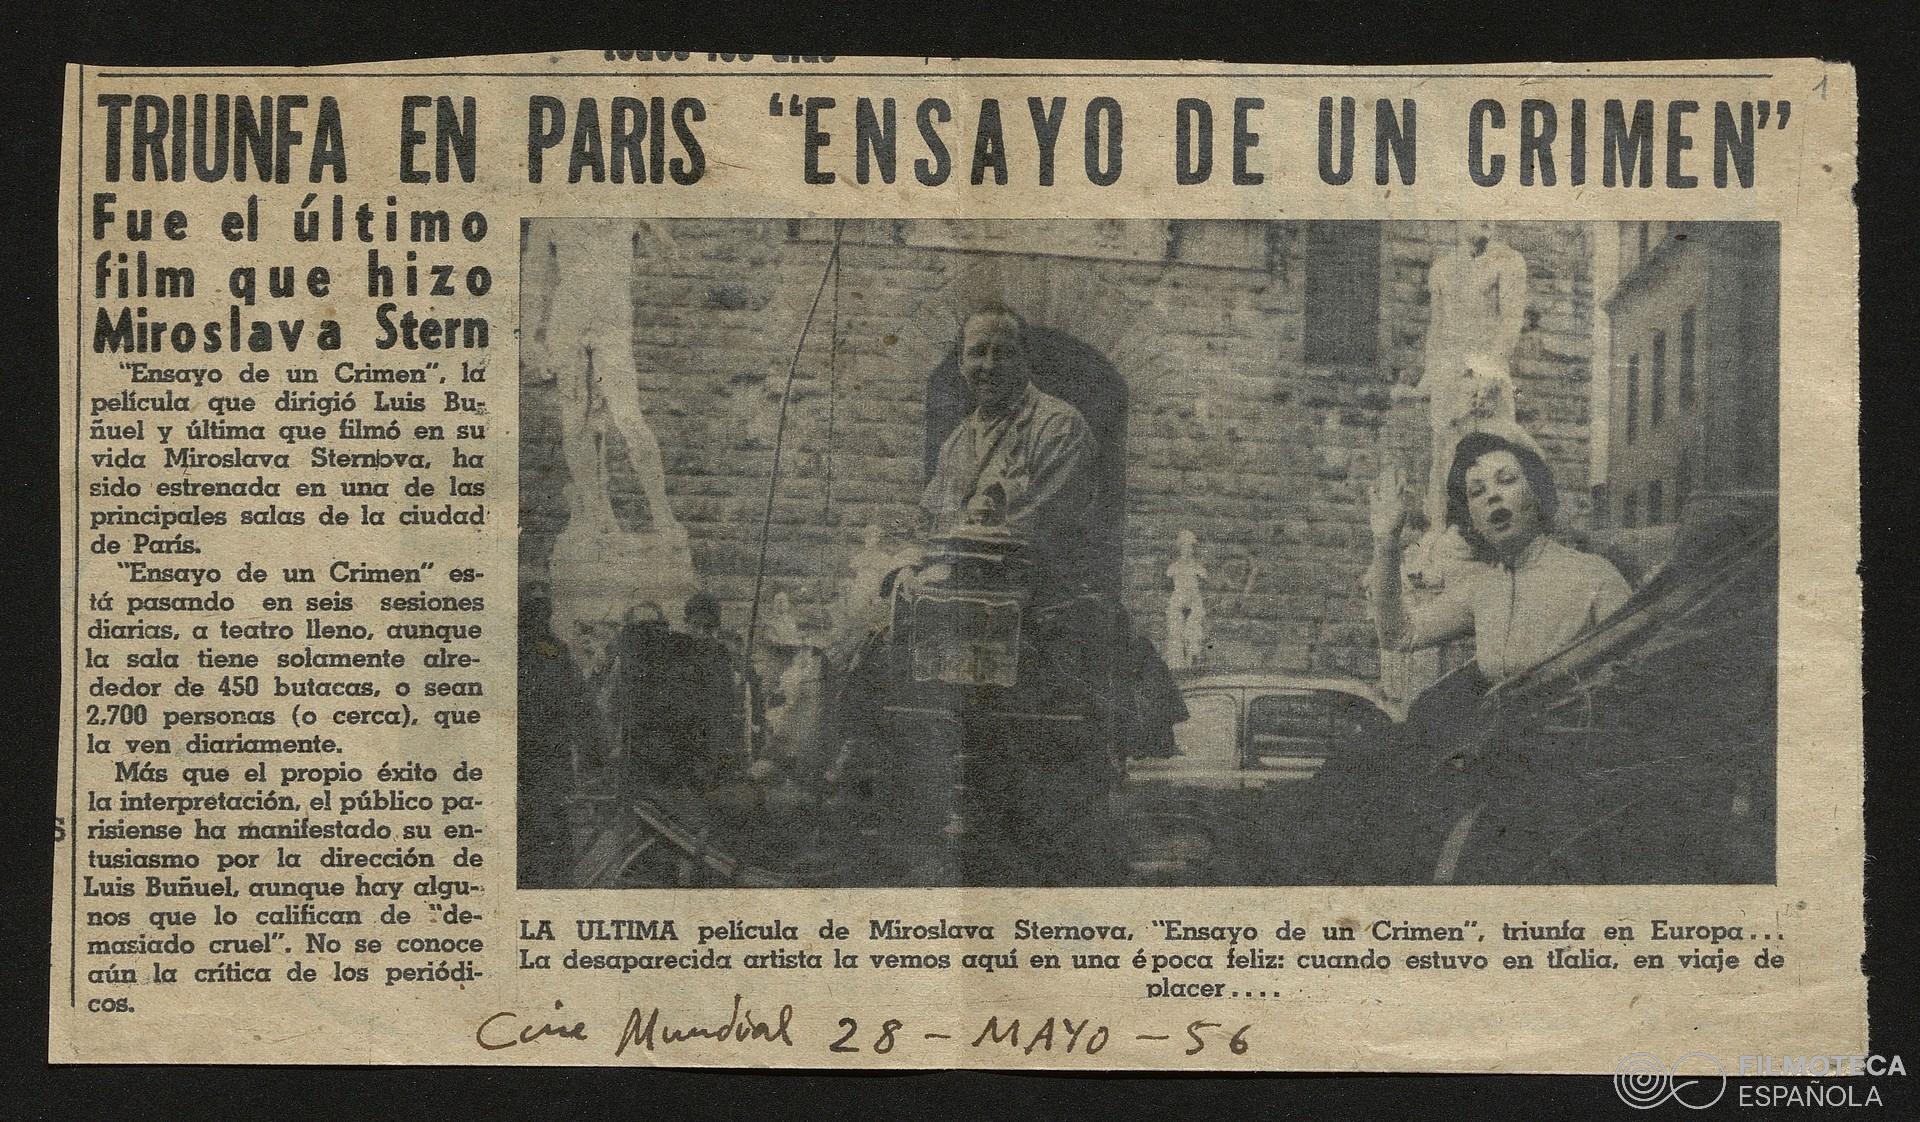 todos los días
1
TRIUNFA EN PARIS "ENSAYO DE UN CRIMEN"
Fue el último
film que hizo
Miroslava Stern
"Ensayo de un Crimen", la
película que dirigió Luis Bu-
ñuel y última que filmó en su
vida Miroslava Sternova, ha
sido estrenada en una de las
principales salas de la ciudad
de París.
"Ensayo de un Crimen" es-
tá pasando en seis sesiones
diarias, a teatro lleno, aunque
la sala tiene solamente alre-
dedor de 450 butacas, o sean
2,700 personas (o cerca), que
la ven diariamente.
Más que el propio éxito de
la interpretación, el público pa-
risiense ha manifestado su en-
tusiasmo por la dirección de
Luis Buñuel, aunque hay algu-
nos que lo califican de "de-
masiado cruel". No se conoce
aún la crítica de los periódi-
cos.
S
LA ULTIMA película de Miroslava Sternova, "Ensayo de un Crimen", triunfa en Europa...
La desaparecida artista la vemos aquí en una época feliz: cuando estuvo en tIalia, en viaje de
placer....
Cine Mundial 28 - MAYO - 56
FILMOTECA
ESPAÑOLA